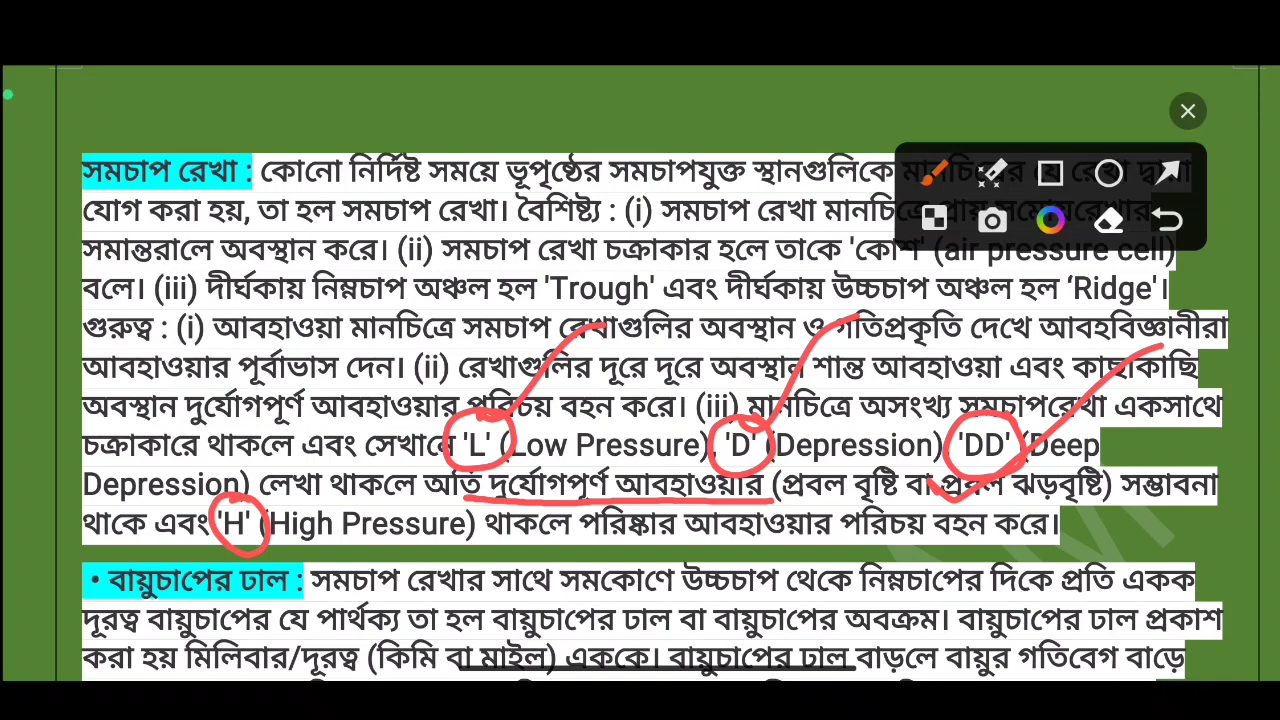 সমচাপ রেখা : কোনো নির্দিষ্ট সময়ে ভূপৃষ্ঠের সমচাপযুক্ত স্থানগুলিকে মানচিত্রের যে রেখা দ্বারা
যোগ করা হয়, তা হল সমচাপ রেখা। বৈশিষ্ট্য : (i) সমচাপ রেখা মানচিত্রে প্রায় সমোষ্ণরেখার
সমান্তরালে অবস্থান করে। (ii) সমচাপ রেখা চক্রাকার হলে তাকে 'কোশ' (air pressure cell)
বলে। (iii) দীর্ঘকায় নিম্নচাপ অঞ্চল হল 'Trough' এবং দীর্ঘকায় উচ্চচাপ অঞ্চল হল ‘Ridge'।
গুরুত্ব : (i) আবহাওয়া মানচিত্রে সমচাপ রেখাগুলির অবস্থান ও গতিপ্রকৃতি দেখে আবহবিজ্ঞানীরা
আবহাওয়ার পূর্বাভাস দেন। (ii) রেখাগুলির দূরে দূরে অবস্থান শান্ত আবহাওয়া এবং কাছাকাছি
অবস্থান দুর্যোগপূর্ণ আবহাওয়ার পরিচয় বহন করে। (iii) মানচিত্রে অসংখ্য সমচাপরেখা একসাথে
চক্রাকারে থাকলে এবং সেখানে 'L' (Low Pressure), 'D' (Depression), 'DD' (Deep
Depression) লেখা থাকলে অতি দুর্যোগপূর্ণ আবহাওয়ার (প্রবল বৃষ্টি বা প্রবল ঝড়বৃষ্টি) সম্ভাবনা
থাকে এবং 'H' (High Pressure) থাকলে পরিষ্কার আবহাওয়ার পরিচয় বহন করে।
• বায়ুচাপের ঢাল : সমচাপ রেখার সাথে সমকোণে উচ্চচাপ থেকে নিম্নচাপের দিকে প্রতি একক
দূরত্ব বায়ুচাপের যে পার্থক্য তা হল বায়ুচাপের ঢাল বা বায়ুচাপের অবক্রম। বায়ুচাপের ঢাল প্রকাশ
করা হয় মিলিবার/দূরত্ব (কিমি বা মাইল) এককে। বায়ুচাপের ঢাল বাড়লে বায়ুর গতিবেগ বাড়ে